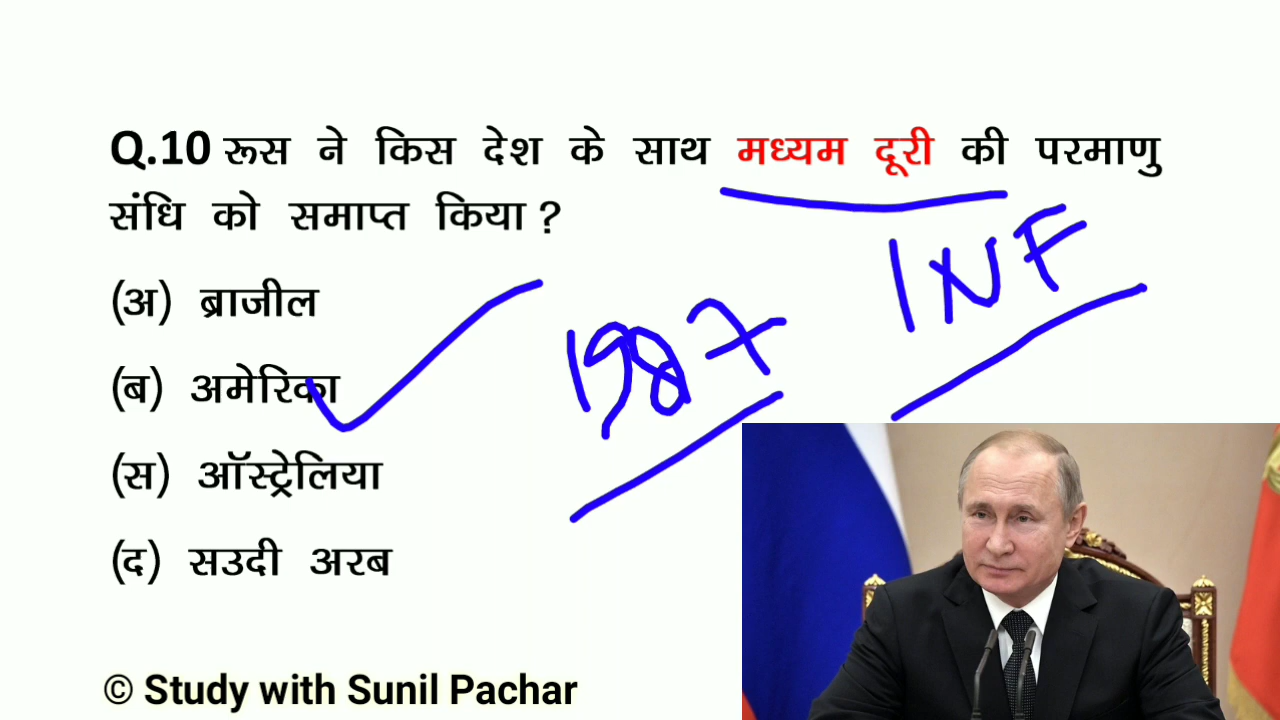 Q.10 रूस ने किस देश के साथ मध्यम दूरी की परमाणु
संधि को समाप्त किया ?
(अ) ब्राजील
(ब) अमेरिका
(स) ऑस्ट्रेलिया
(द) सउदी अरब
1987
INF
© Study with Sunil Pachar